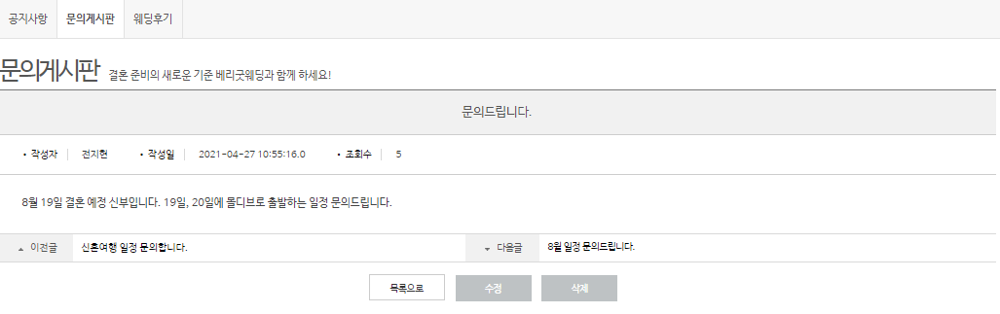 공지사항 문의게시판 웨딩후기
문의게시판 결혼 준비의 새로운 기준 베리굿웨딩과 함께 하세요!
문의드립니다.
• 작성자 전지현 • 작성일 2021-04-27 10:55:16.0 • 조회수 5
8월 19일 결혼 예정 신부입니다. 19일, 20일에 몰디브로 출발하는 일정 문의드립니다.
▲ 이전글 신혼여행 일정 문의합니다. ▼ 다음글 8월 일정 문의드립니다.
목록으로 수정 삭제